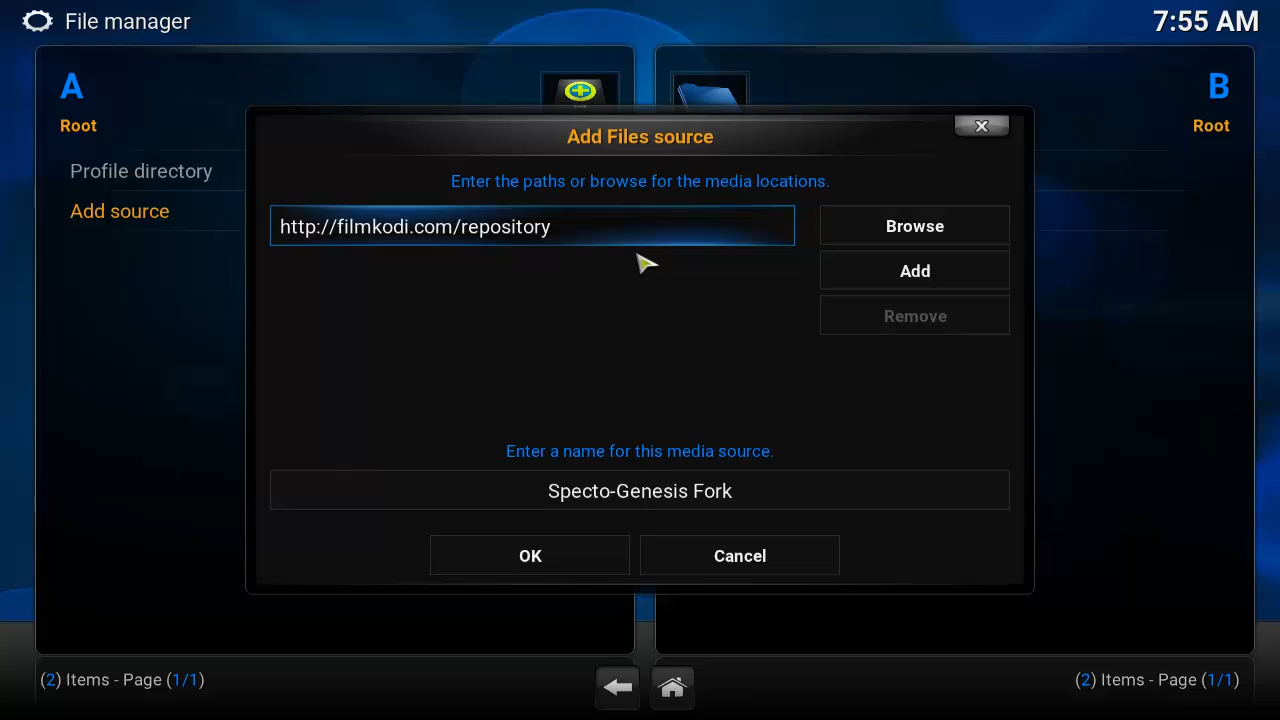 File manager
7:55 AM
A
B
Root
Root
Profile directory
Add source
Add Files source
Enter the paths or browse for the media locations.
http://filmkodi.com/repository
Browse
Add
Remove
Enter a name for this media source.
Specto-Genesis Fork
OK
Cancel
(2) Items - Page (1/1)
(2) Items - Page (1/1)